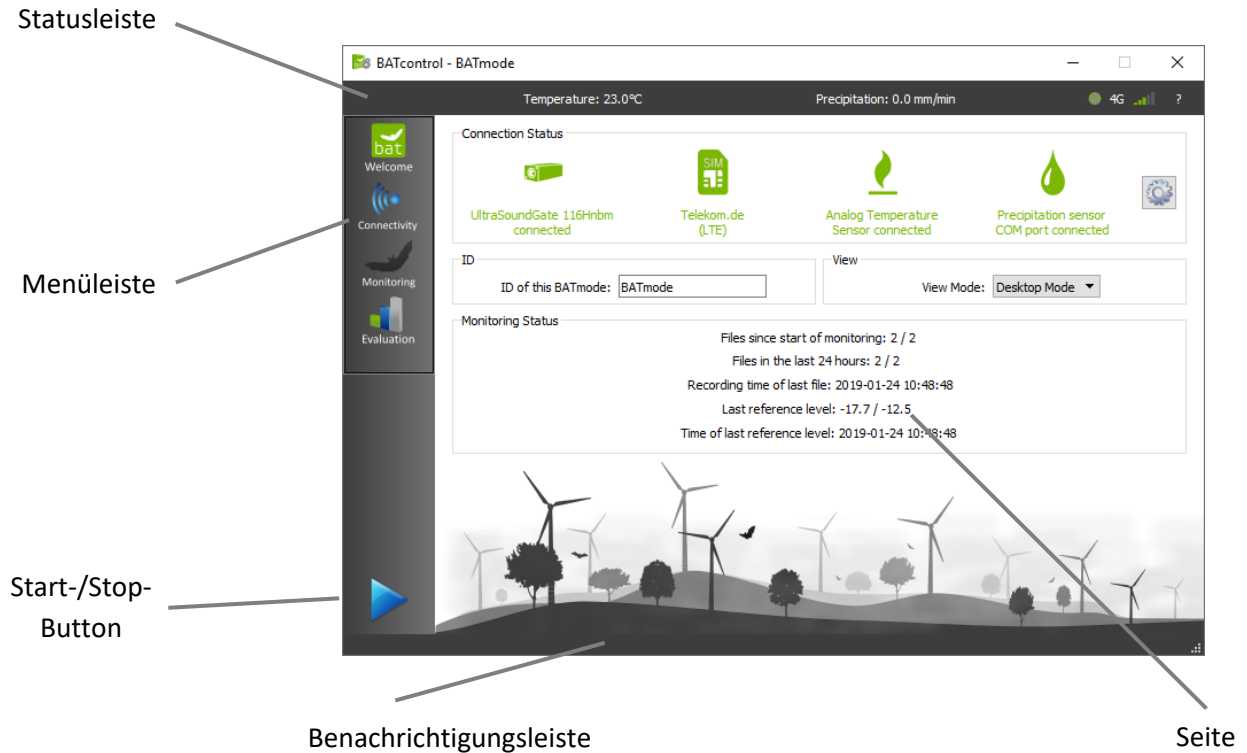 Statusleiste
BATcontrol - BATmode
Temperature: 23.0°C
Precipitation: 0.0 mm/min
4G
?
bat
Welcome
Connectivity
Monitoring
Evaluation
Menüleiste
Connection Status
SIM
UltraSoundGate 116Hnbm
connected
Telekom.de
(LTE)
Analog Temperature
Sensor connected
Precipitation sensor
COM port connected
ID
ID of this BATmode: BATmode
View
View Mode: Desktop Mode
Monitoring Status
Files since start of monitoring: 2 / 2
Files in the last 24 hours: 2 / 2
Recording time of last file: 2019-01-24 10:48:48
Last reference level: -17.7 / -12.5
Time of last reference level: 2019-01-24 10:48:48
Start-/Stop-
Button
Benachrichtigungsleiste
Seite